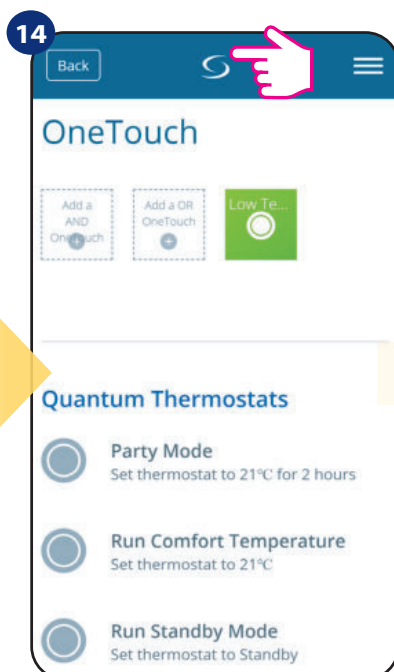 14
Back
OneTouch
Add a
AND
OneTouch
Add a OR
OneTouch
Low Te...
Quantum Thermostats
Party Mode
Set thermostat to 21°C for 2 hours
Run Comfort Temperature
Set thermostat to 21°C
Run Standby Mode
Set thermostat to Standby